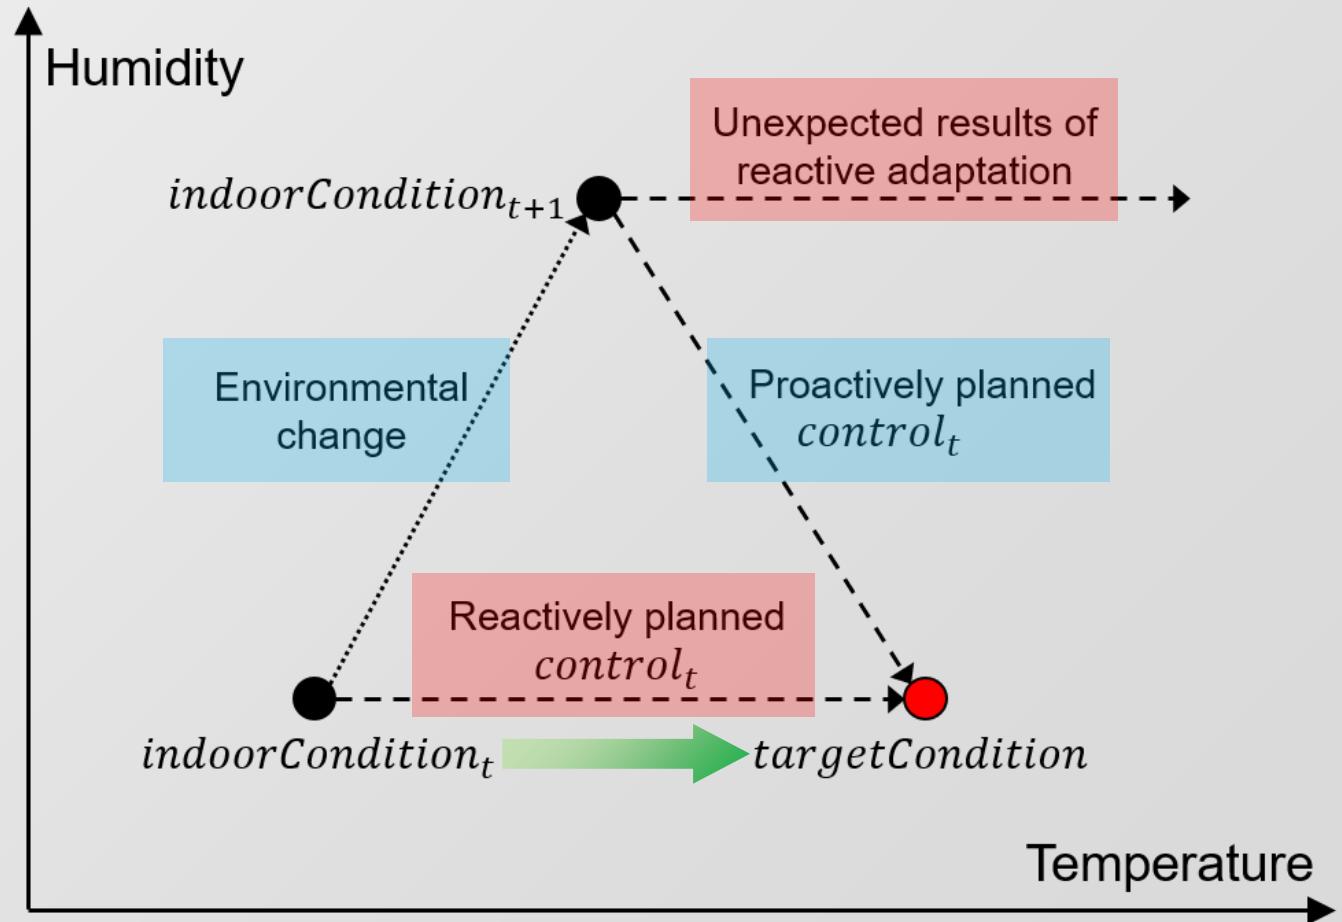 Humidity
Unexpected results of
reactive adaptation
indoorCondition_{t+1}
Environmental
change
Proactively planned
control_t
Reactively planned
control_t
indoorCondition_t
targetCondition
Temperature